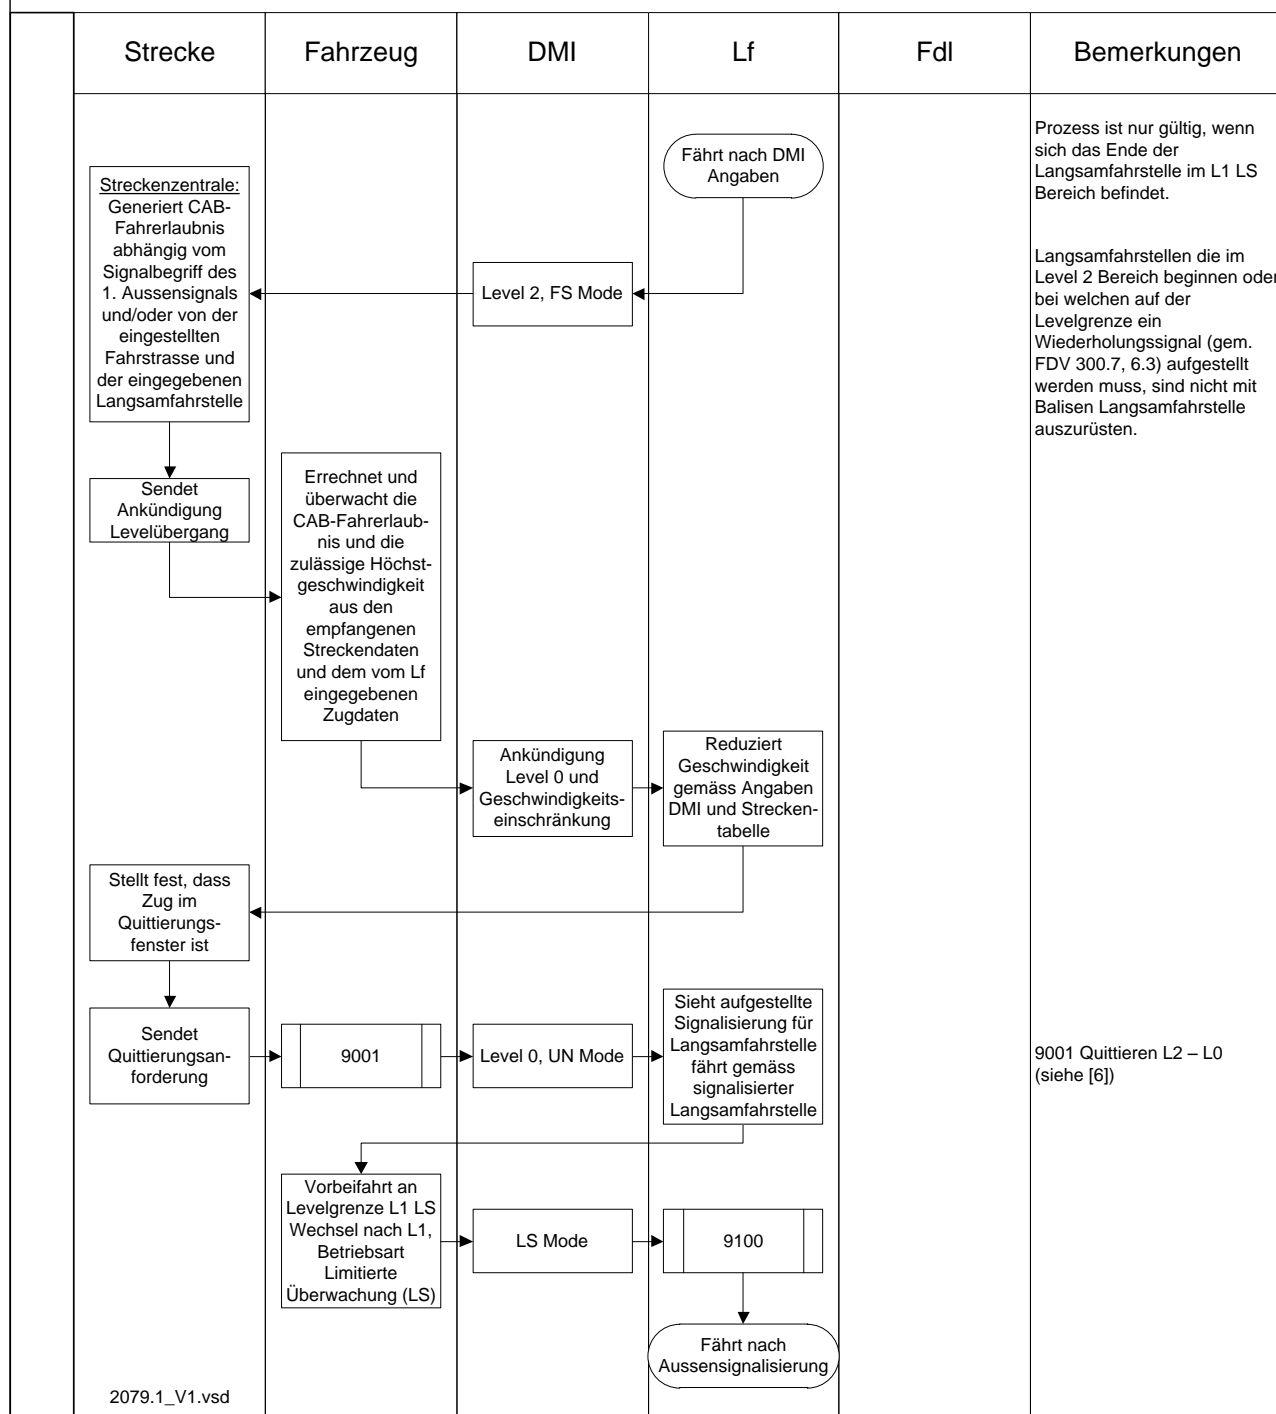 Strecke
Fahrzeug
DMI
Lf
Fdl
Bemerkungen
Fährt nach DMI
Angaben
Prozess ist nur gültig, wenn
sich das Ende der
Langsamfahrstelle im L1 LS
Bereich befindet.
Streckenzentrale:
Generiert CAB-
Fahrerlaubnis
abhängig vom
Signalbegriff des
1. Aussensignals
und/oder von der
eingestellten
Fahrstrasse und
der eingegebenen
Langsamfahrstelle
Level 2, FS Mode
Langsamfahrstellen die im
Level 2 Bereich beginnen oder
bei welchen auf der
Levelgrenze ein
Wiederholungssignal (gem.
FDV 300.7, 6.3) aufgestellt
werden muss, sind nicht mit
Balisen Langsamfahrstelle
auszurüsten.
Sendet
Ankündigung
Levelübergang
Errechnet und
überwacht die
CAB-Fahrerlaub-
nis und die
zulässige Höchst-
geschwindigkeit
aus den
empfangenen
Streckendaten
und dem vom Lf
eingegebenen
Zugdaten
Ankündigung
Level 0 und
Geschwindigkeits-
einschränkung
Reduziert
Geschwindigkeit
gemäss Angaben
DMI und Strecken-
tabelle
Stellt fest, dass
Zug im
Quittierungs-
fenster ist
Sendet
Quittierungsan-
forderung
9001
Level 0, UN Mode
Sieht aufgestellte
Signalisierung für
Langsamfahrstelle
fährt gemäss
signalisierter
Langsamfahrstelle
9001 Quittieren L2 – L0
(siehe [6])
Vorbeifahrt an
Levelgrenze L1 LS
Wechsel nach L1,
Betriebsart
Limitierte
Überwachung (LS)
LS Mode
9100
Fährt nach
Aussensignalisierung
2079.1_V1.vsd